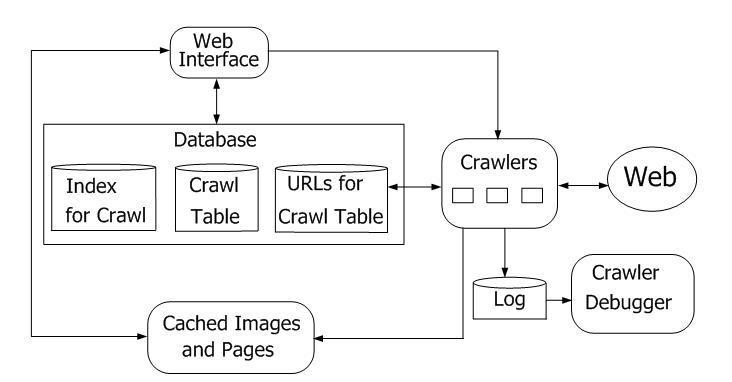 Web
Interface
Database
Index
for Crawl
Crawl
Table
URLs for
Crawl Table
Crawlers
Web
Log
Crawler
Debugger
Cached Images
and Pages